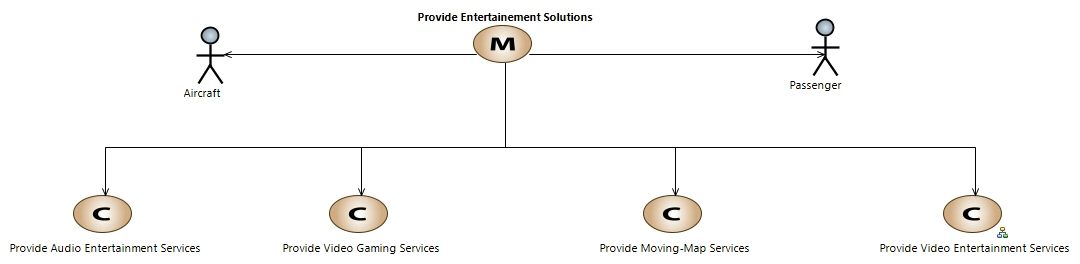 Provide Entertainement Solutions
M
Aircraft
Passenger
C
C
C
C
Provide Audio Entertainment Services
Provide Video Gaming Services
Provide Moving-Map Services
Provide Video Entertainment Services